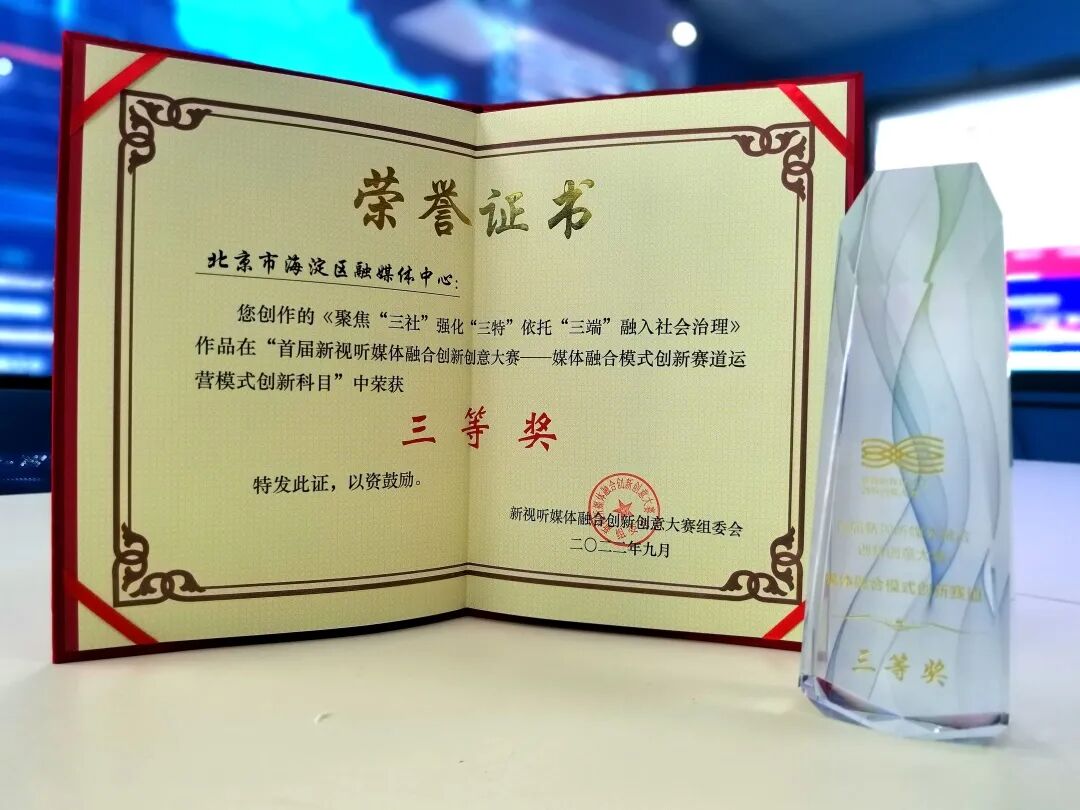 荣誉证书
北京市海淀区融媒体中心：
您创作的《聚焦“三社”强化“三特”依托“三端”融入社会治理》
作品在“首届新视听媒体融合创新创意大赛——媒体融合模式创新赛道运
营模式创新科目”中荣获
三等奖
特发此证，以资鼓励。
新视听媒体融合创新创意大赛组委会
二〇二二年九月
三等奖